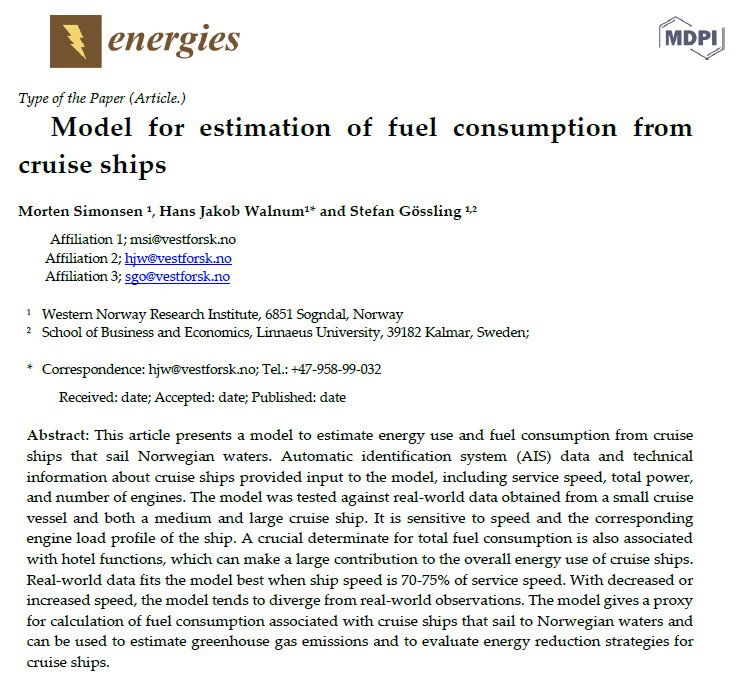 energies
MDPI
Type of the Paper (Article.)
Model for estimation of fuel consumption from
cruise ships
Morten Simonsen ¹, Hans Jakob Walnum¹* and Stefan Gössling ¹,²
Affiliation 1; msi@vestforsk.no
Affiliation 2; hjw@vestforsk.no
Affiliation 3; sgo@vestforsk.no
¹ Western Norway Research Institute, 6851 Sogndal, Norway
² School of Business and Economics, Linnaeus University, 39182 Kalmar, Sweden;
* Correspondence: hjw@vestforsk.no; Tel.: +47-958-99-032
Received: date; Accepted: date; Published: date
Abstract: This article presents a model to estimate energy use and fuel consumption from cruise
ships that sail Norwegian waters. Automatic identification system (AIS) data and technical
information about cruise ships provided input to the model, including service speed, total power,
and number of engines. The model was tested against real-world data obtained from a small cruise
vessel and both a medium and large cruise ship. It is sensitive to speed and the corresponding
engine load profile of the ship. A crucial determinate for total fuel consumption is also associated
with hotel functions, which can make a large contribution to the overall energy use of cruise ships.
Real-world data fits the model best when ship speed is 70-75% of service speed. With decreased or
increased speed, the model tends to diverge from real-world observations. The model gives a proxy
for calculation of fuel consumption associated with cruise ships that sail to Norwegian waters and
can be used to estimate greenhouse gas emissions and to evaluate energy reduction strategies for
cruise ships.